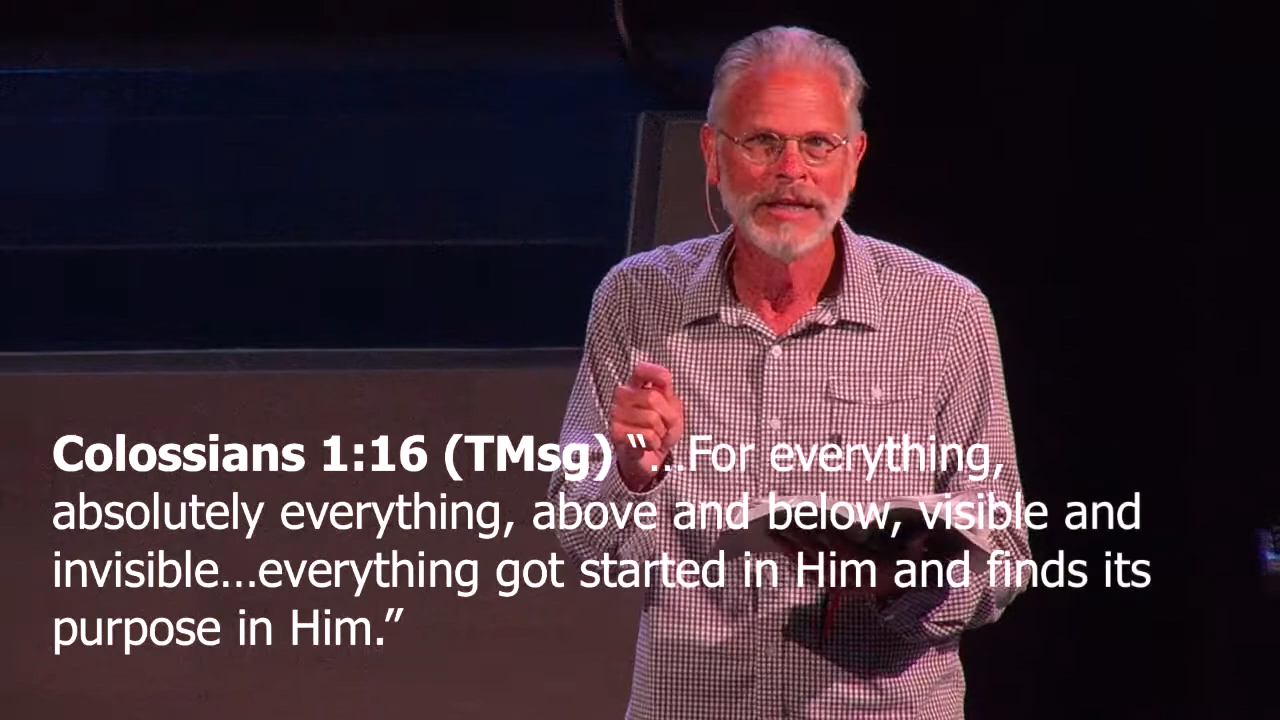 Colossians 1:16 (TMsg) “…For everything,
absolutely everything, above and below, visible and
invisible…everything got started in Him and finds its
purpose in Him.”